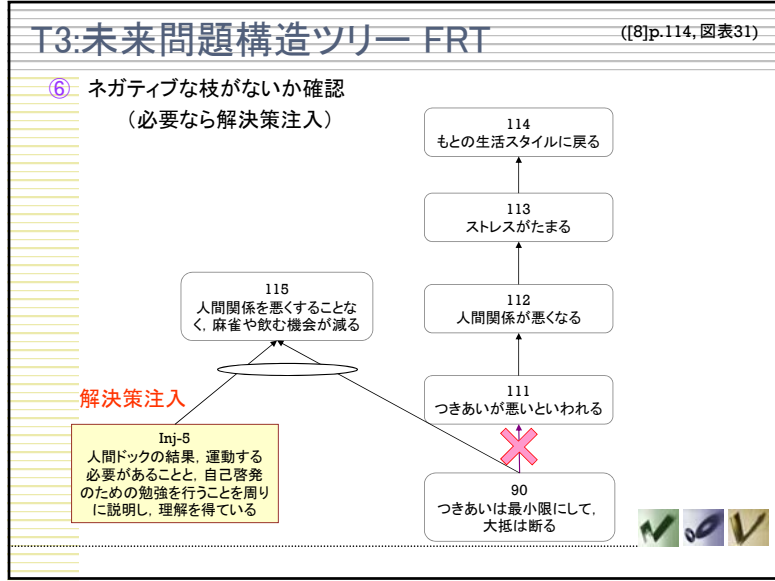 T3:未来問題構造ツリー FRT
([8]p.114,図表31)
⑥ ネガティブな枝がないか確認
(必要なら解決策注入)
114
もとの生活スタイルに戻る
113
ストレスがたまる
115
人間関係を悪くすることな
く,麻雀や飲む機会が減る
112
人間関係が悪くなる
解決策注入
111
つきあいが悪いといわれる
Inj-5
人間ドックの結果,運動する
必要があることと,自己啓発
のための勉強を行うことを周り
に説明し,理解を得ている
90
つきあいは最小限にして,
大抵は断る